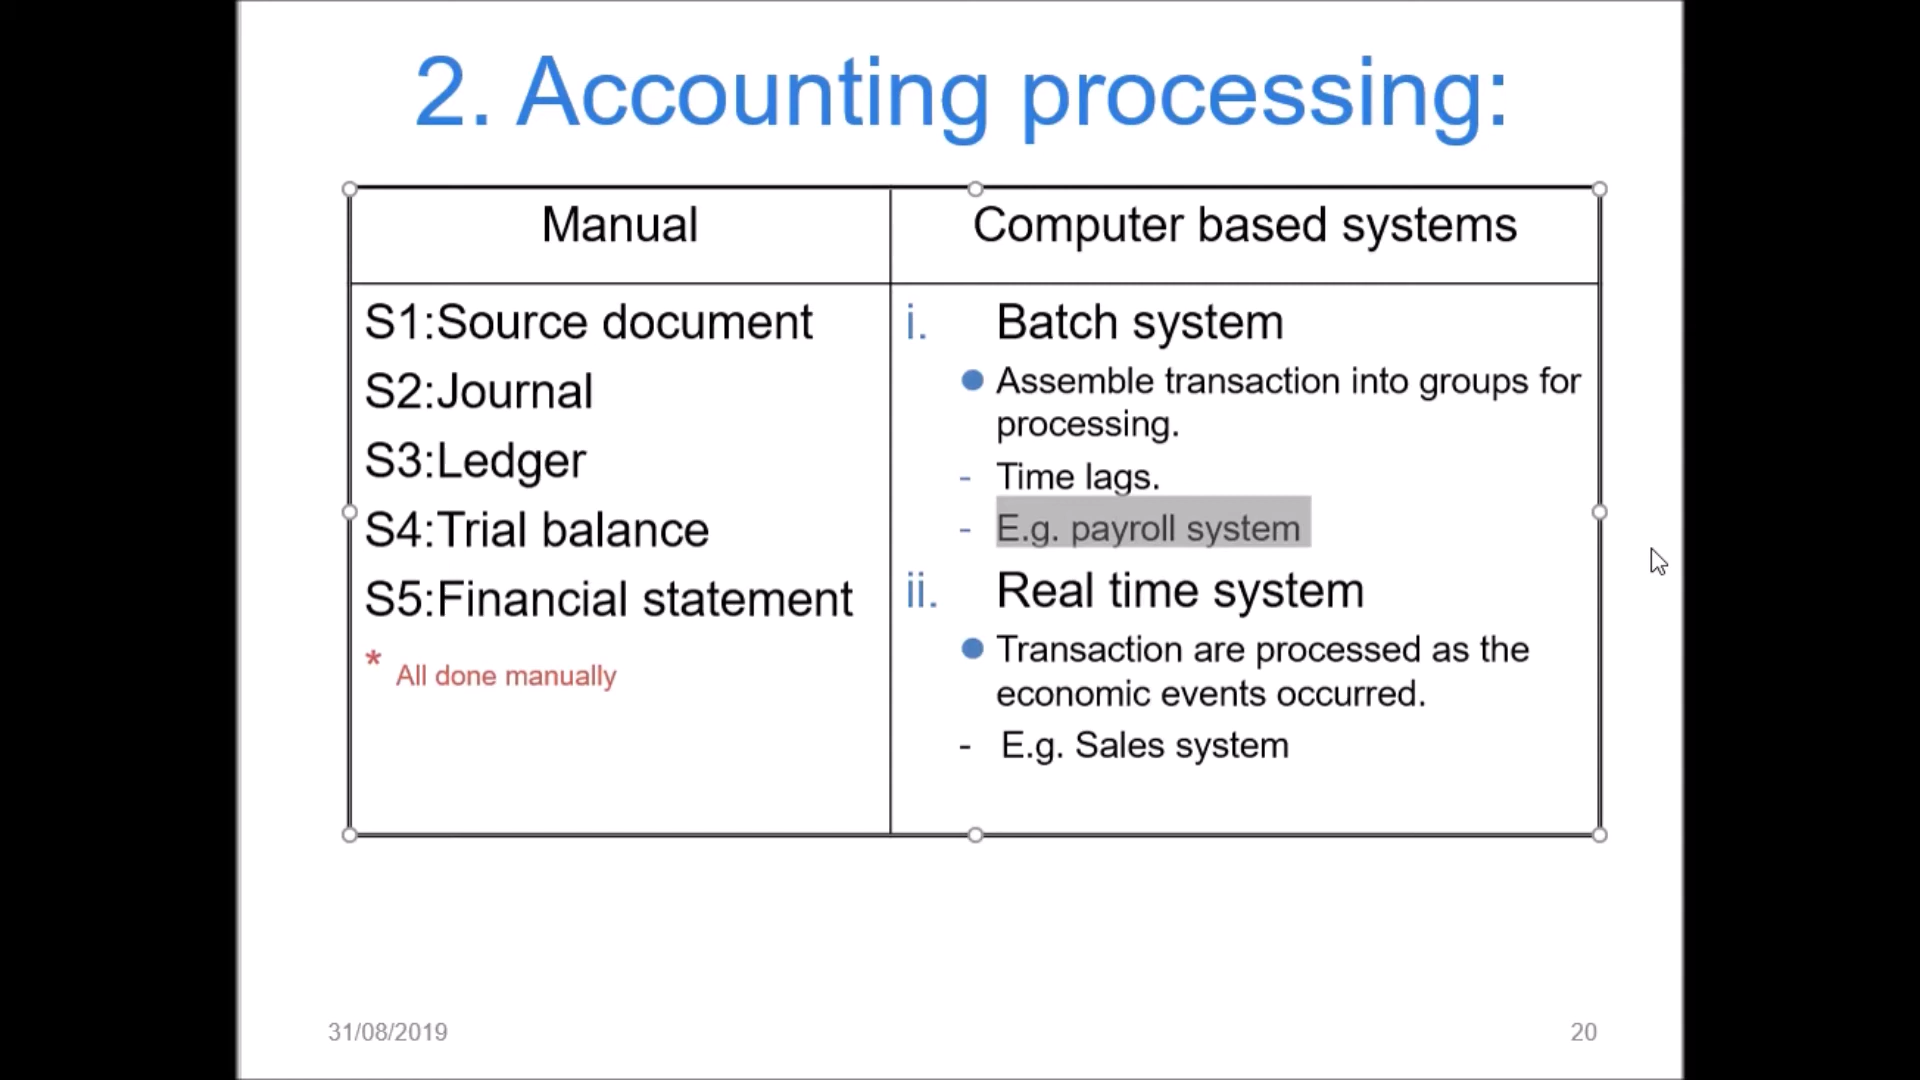 2. Accounting processing:
Manual
Computer based systems
S1:Source document
S2:Journal
S3:Ledger
S4:Trial balance
S5:Financial statement
* All done manually
i. Batch system
● Assemble transaction into groups for
processing.
- Time lags.
- E.g. payroll system
ii. Real time system
● Transaction are processed as the
economic events occurred.
- E.g. Sales system
31/08/2019
20